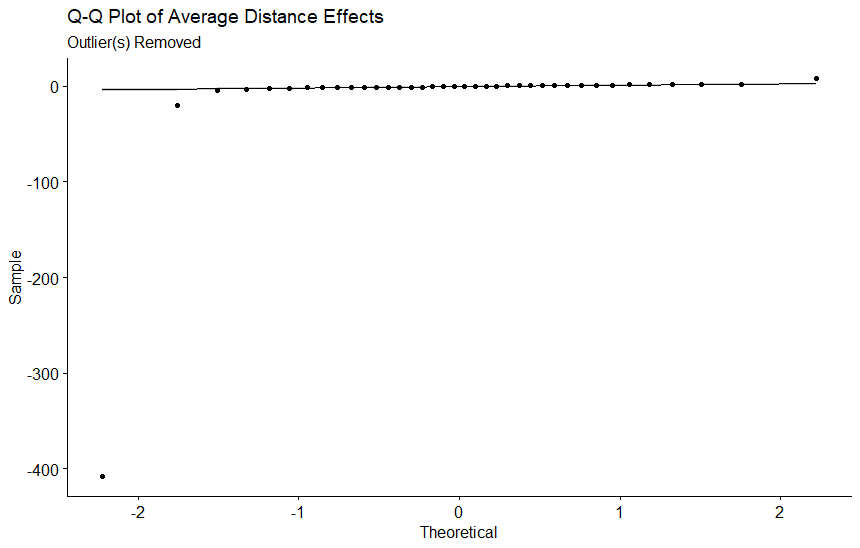 Q-Q Plot of Average Distance Effects
Outlier(s) Removed
0
-100
-200
-300
-400
Sample
-2
-1
0
1
2
Theoretical